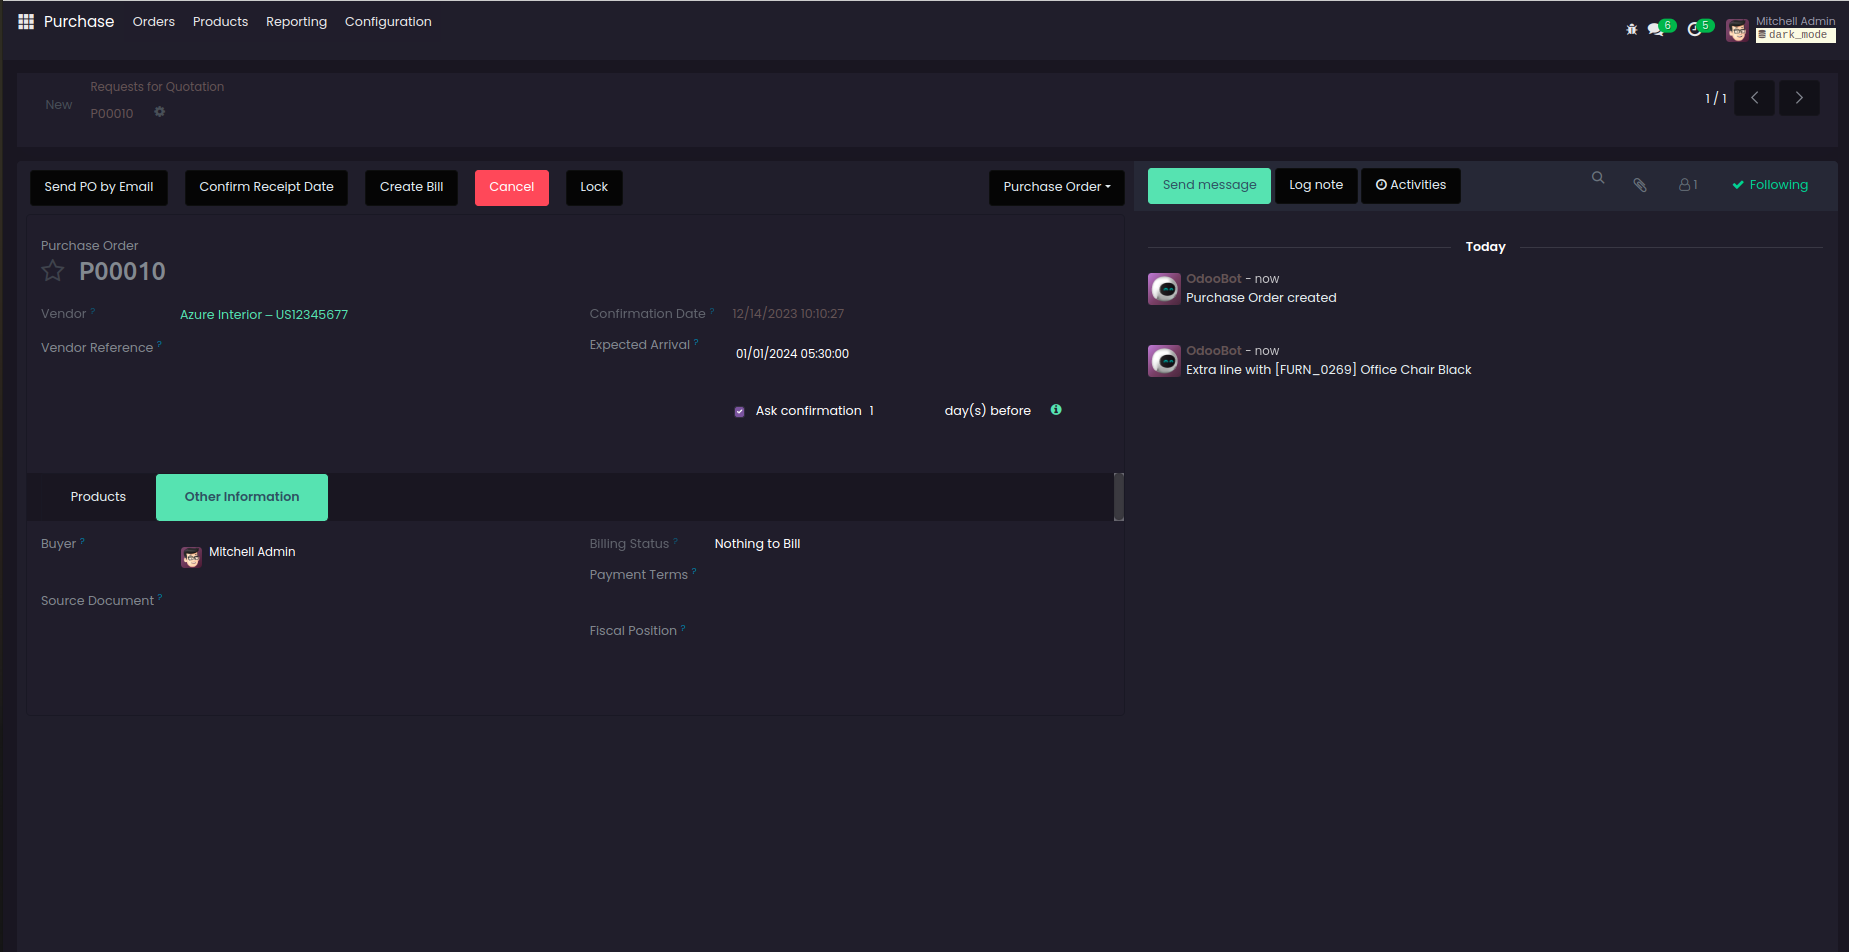 Purchase Orders Products Reporting Configuration
6 5 Mitchell Admin
dark_mode
New
Requests for Quotation
P00010
1 / 1
Send PO by Email Confirm Receipt Date Create Bill Cancel Lock Purchase Order
Send message Log note Activities 1 Following
Purchase Order
P00010
Vendor ? Azure Interior – US12345677
Vendor Reference ?
Confirmation Date ? 12/14/2023 10:10:27
Expected Arrival ? 01/01/2024 05:30:00
Ask confirmation 1 day(s) before
Products Other Information
Buyer ? Mitchell Admin
Source Document ?
Billing Status ? Nothing to Bill
Payment Terms ?
Fiscal Position ?
Today
OdooBot - now
Purchase Order created
OdooBot - now
Extra line with [FURN_0269] Office Chair Black